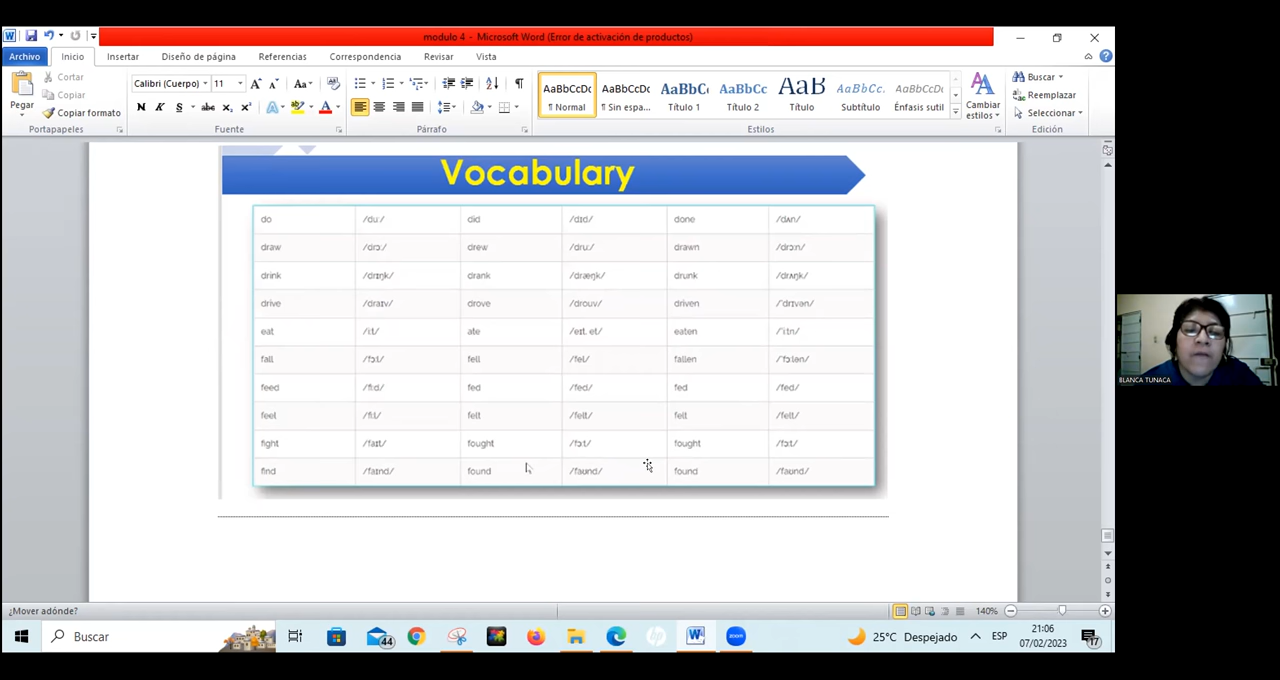 modulo 4 - Microsoft Word (Error de activación de productos)
Archivo Inicio Insertar Diseño de página Referencias Correspondencia Revisar Vista
Pegar
Cortar
Copiar
Copiar formato
Portapapeles
Calibri (Cuerpo) 11
Fuente
Párrafo
AaBbCcDc AaBbCcDc AaBbC AaBbCc AaB AaBbCc. AaBbCcDc
¶ Normal ¶ Sin espa... Título 1 Título 2 Título Subtítulo Énfasis sutil
Cambiar estilos
Estilos
Buscar
Reemplazar
Seleccionar
Edición
Vocabulary
do /duː/ did /dɪd/ done /dʌn/
draw /drɔː/ drew /druː/ drawn /drɔːn/
drink /drɪŋk/ drank /dræŋk/ drunk /drʌŋk/
drive /draɪv/ drove /drouv/ driven /ˈdrɪvən/
eat ate /eɪt, et/ eaten /ˈiːtn/
fall fell /fel/ fallen /ˈfɔːlən/
feed /fiːd/ fed /fed/ fed /fed/
feel felt /felt/ felt /felt/
fight /faɪt/ fought /fɔːt/ fought /fɔːt/
find /faɪnd/ found /faʊnd/ found /faʊnd/
BLANCA TUNACA
¿Mover adónde?
140%
Buscar
44
zoom
25°C Despejado
ESP
21:06
07/02/2023
17